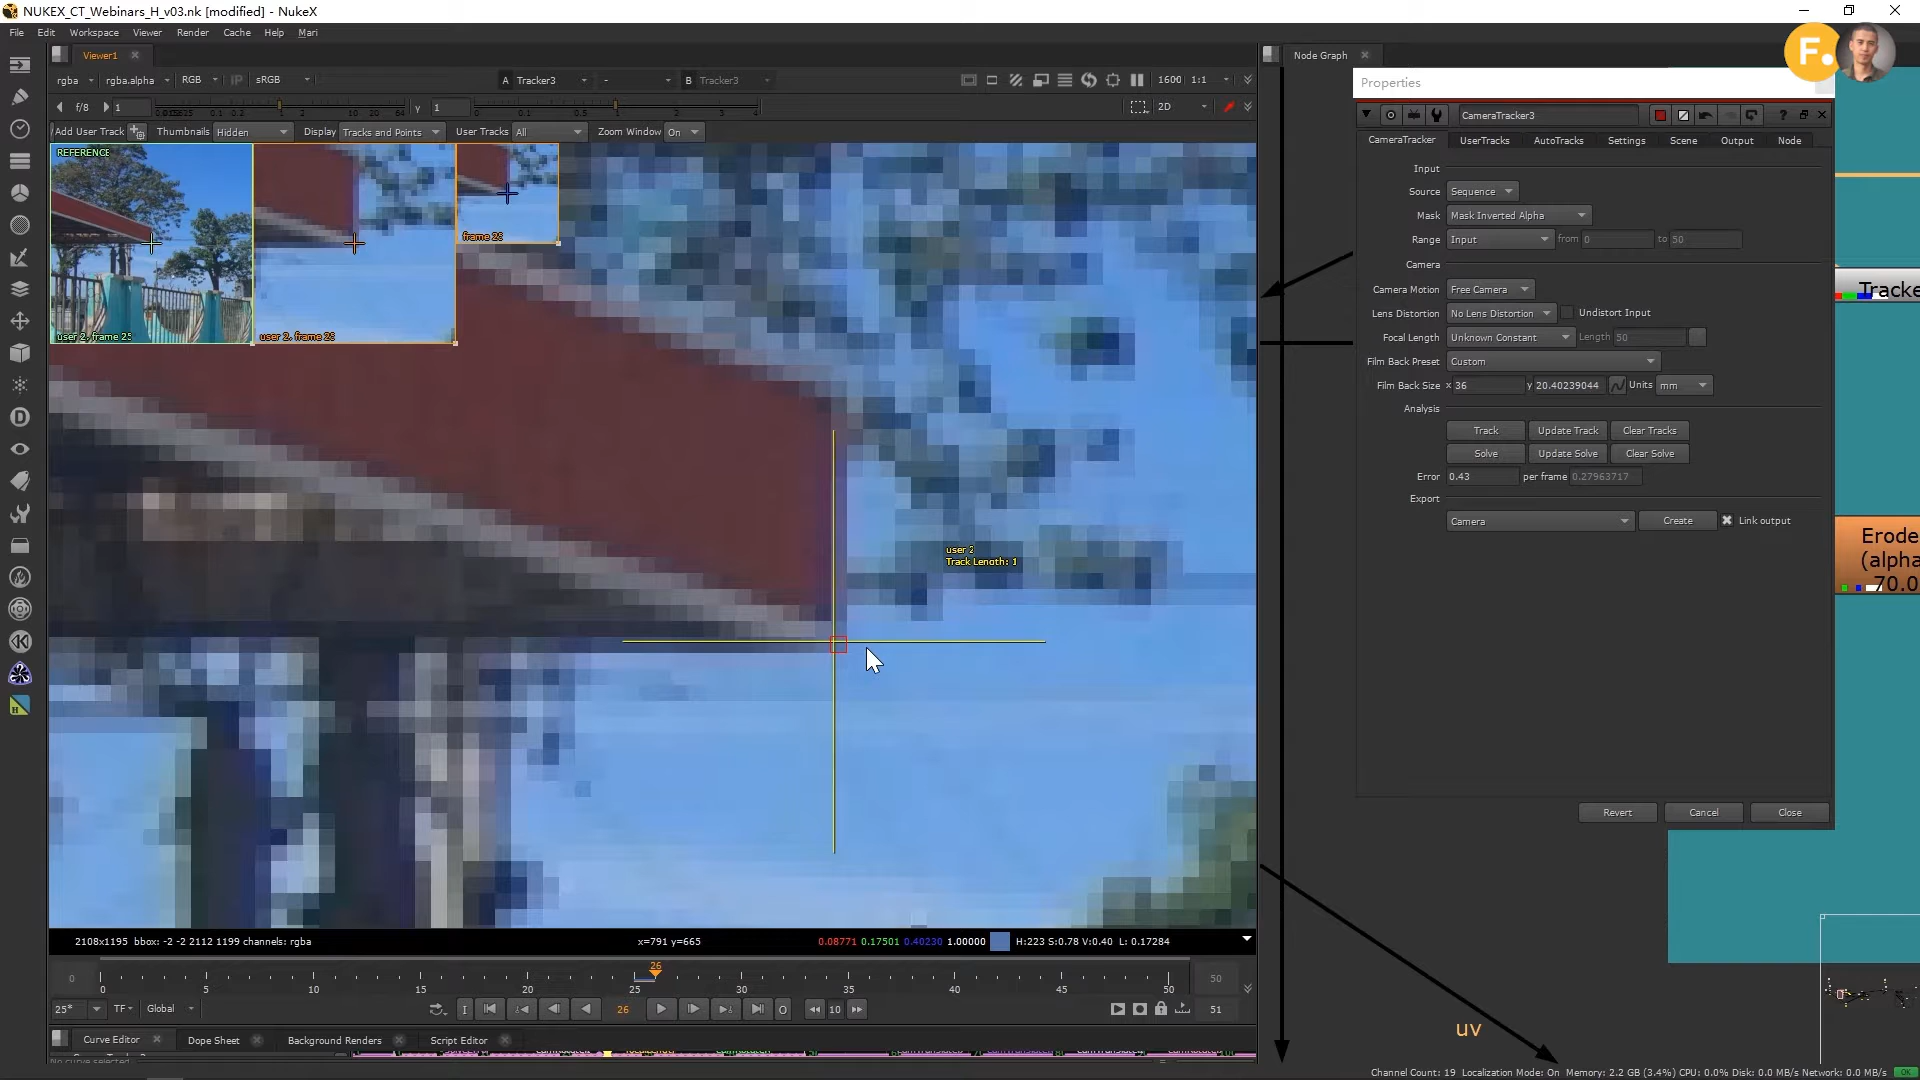 NUKEX_CT_Webinars_H_v03.nk [modified] - NukeX
File Edit Workspace Viewer Render Cache Help Mari
Viewer1
Node Graph
F.
rgba rgba.alpha RGB IP sRGB A Tracker3 - B Tracker3 1600 1:1
Properties
f/8 1 y 1 2D
CameraTracker3
Add User Track Thumbnails Hidden Display Tracks and Points User Tracks All Zoom Window On
CameraTracker UserTracks AutoTracks Settings Scene Output Node
REFERENCE
Input
Source Sequence
Mask Mask Inverted Alpha
Range Input from 0 to 50
frame 26
Camera
Camera Motion Free Camera
Lens Distortion No Lens Distortion Undistort Input
user 2, frame 25
user 2, frame 26
Focal Length Unknown Constant Length 50
Film Back Preset Custom
Film Back Size x 36 y 20.40239044 Units mm
Analysis
Track Update Track Clear Tracks
Solve Update Solve Clear Solve
Error 0.43 per frame 0.27963717
Export
Camera Create Link output
Tracke
Erode
(alpha
70.0
user 2
Track Length: 1
Revert Cancel Close
2108x1195 bbox: -2 -2 2112 1199 channels: rgba x=791 y=665 0.08771 0.17501 0.40230 1.00000 H:223 S:0.78 V:0.40 L: 0.17284
26
0 50
0 5 10 15 20 25 30 35 40 45 50
25* TF Global I 26 O 10 51
uv
Curve Editor Dope Sheet Background Renders Script Editor
Channel Count: 19 Localization Mode: On Memory: 2.2 GB (3.4%) CPU: 0.0% Disk: 0.0 MB/s Network: 0.0 MB/s OK